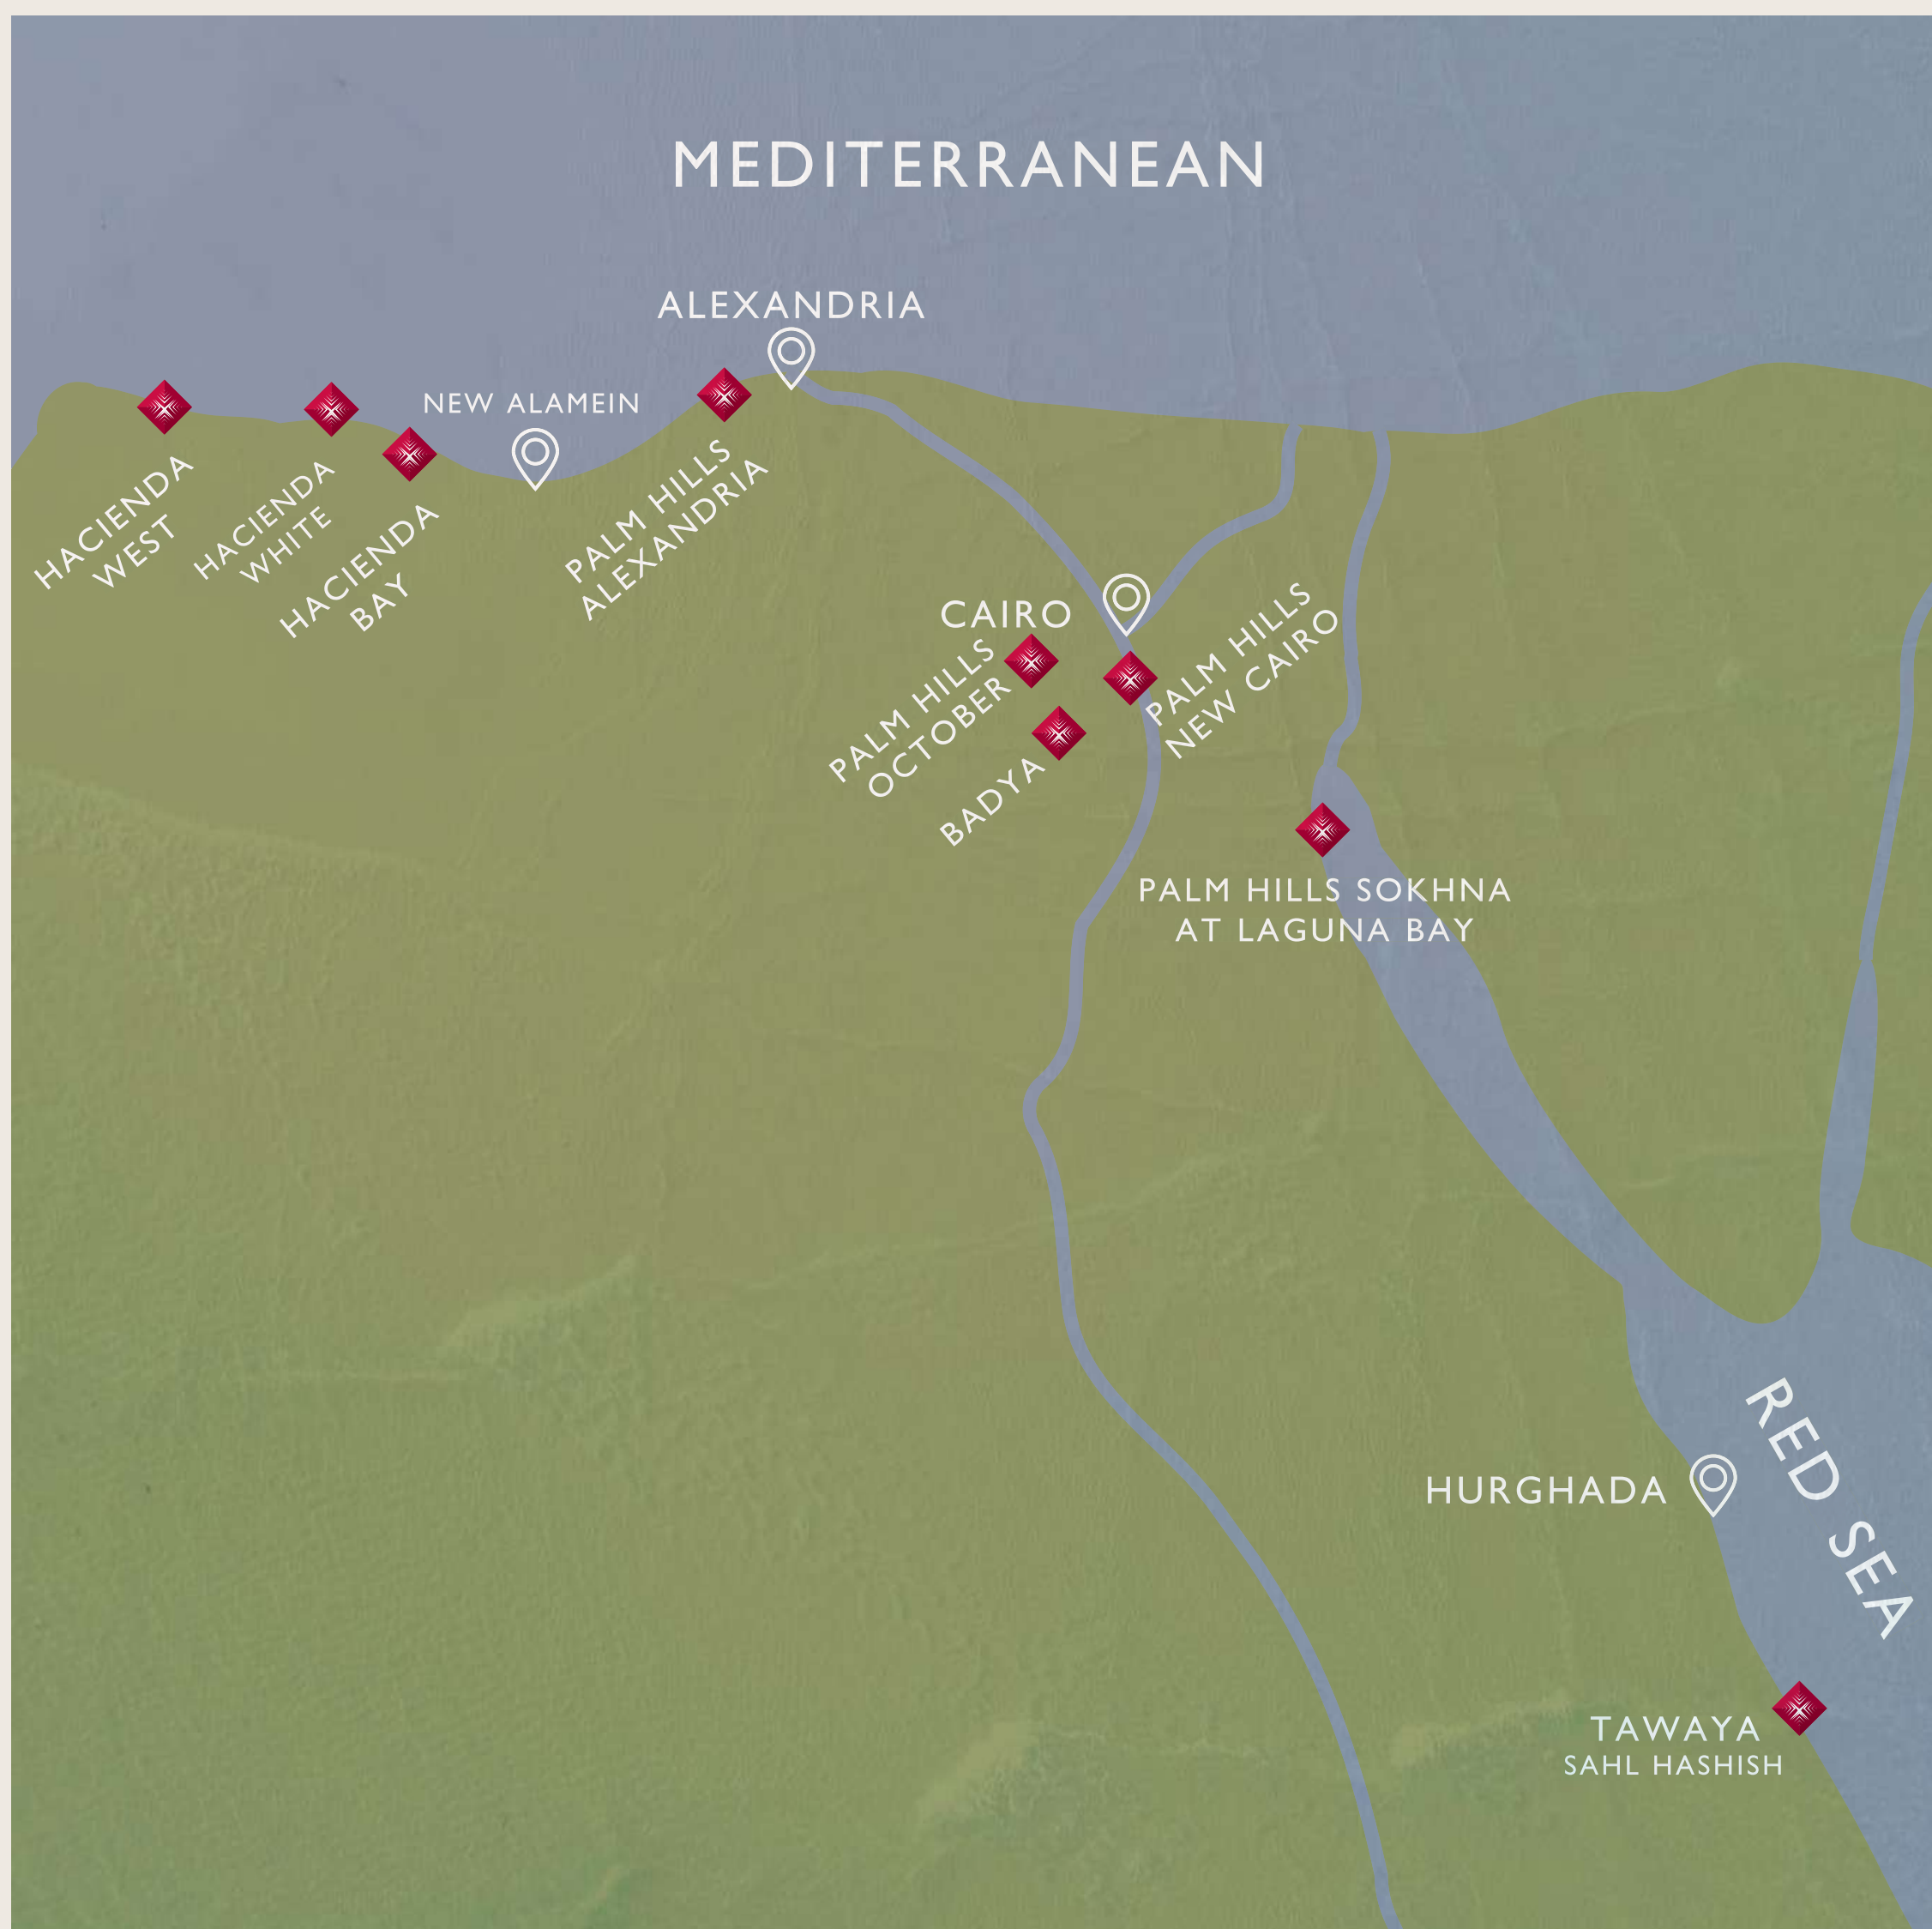 MEDITERRANEAN
ALEXANDRIA
NEW ALAMEIN
HACIENDA
WEST
HACIENDA
WHITE
HACIENDA
BAY
PALM HILLS
ALEXANDRIA
CAIRO
PALM HILLS
OCTOBER
PALM HILLS
NEW CAIRO
BADYA
PALM HILLS SOKHNA
AT LAGUNA BAY
RED SEA
HURGHADA
TAWAYA
SAHL HASHISH